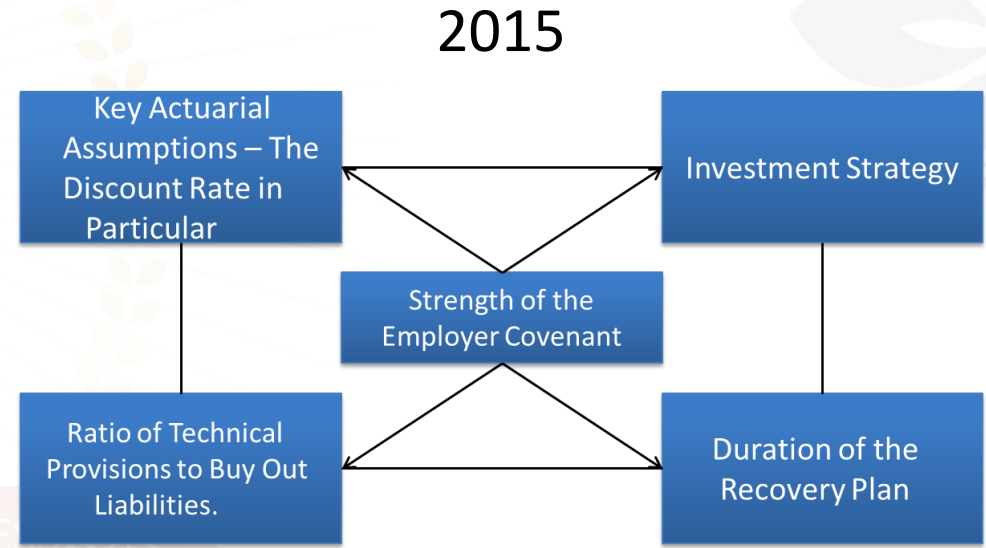 2015
Key Actuarial
Assumptions – The
Discount Rate in
Particular
Investment Strategy
Strength of the
Employer Covenant
Ratio of Technical
Provisions to Buy Out
Liabilities.
Duration of the
Recovery Plan